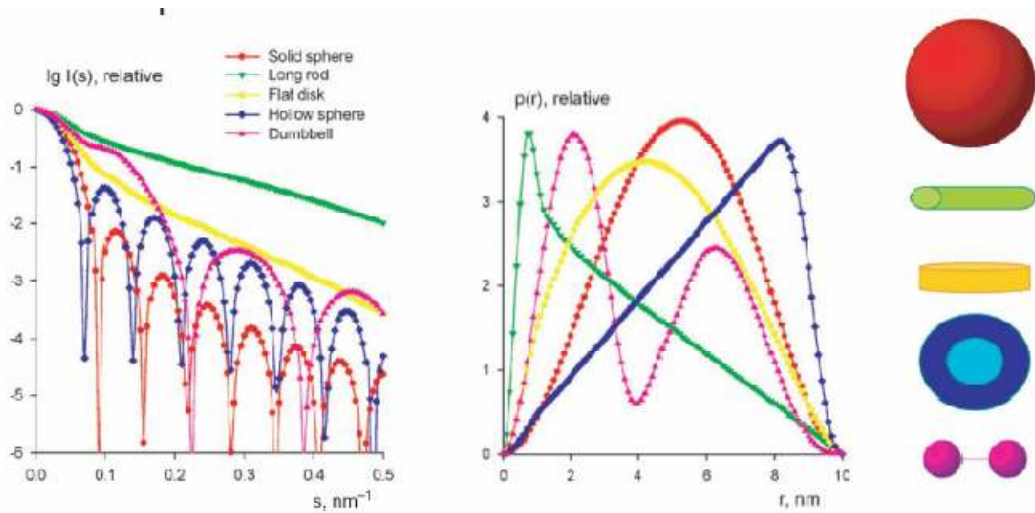 lg I(s), relative
Solid sphere
Long rod
Flat disk
Hollow sphere
Dumbbell
0
-1
-2
-3
-4
-5
-6
0.0
0.1
0.2
0.3
0.4
0.5
s, nm⁻¹
p(r), relative
4
3
2
1
0
0
2
4
6
8
10
r, nm